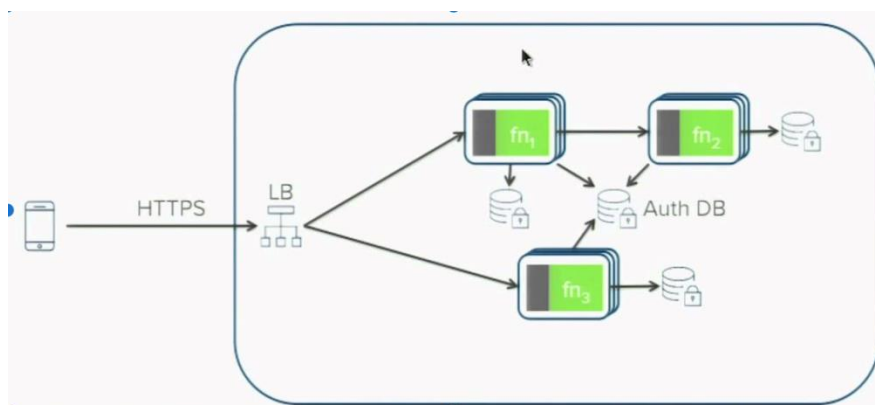 HTTPS
LB
fn₁
fn₂
Auth DB
fn₃